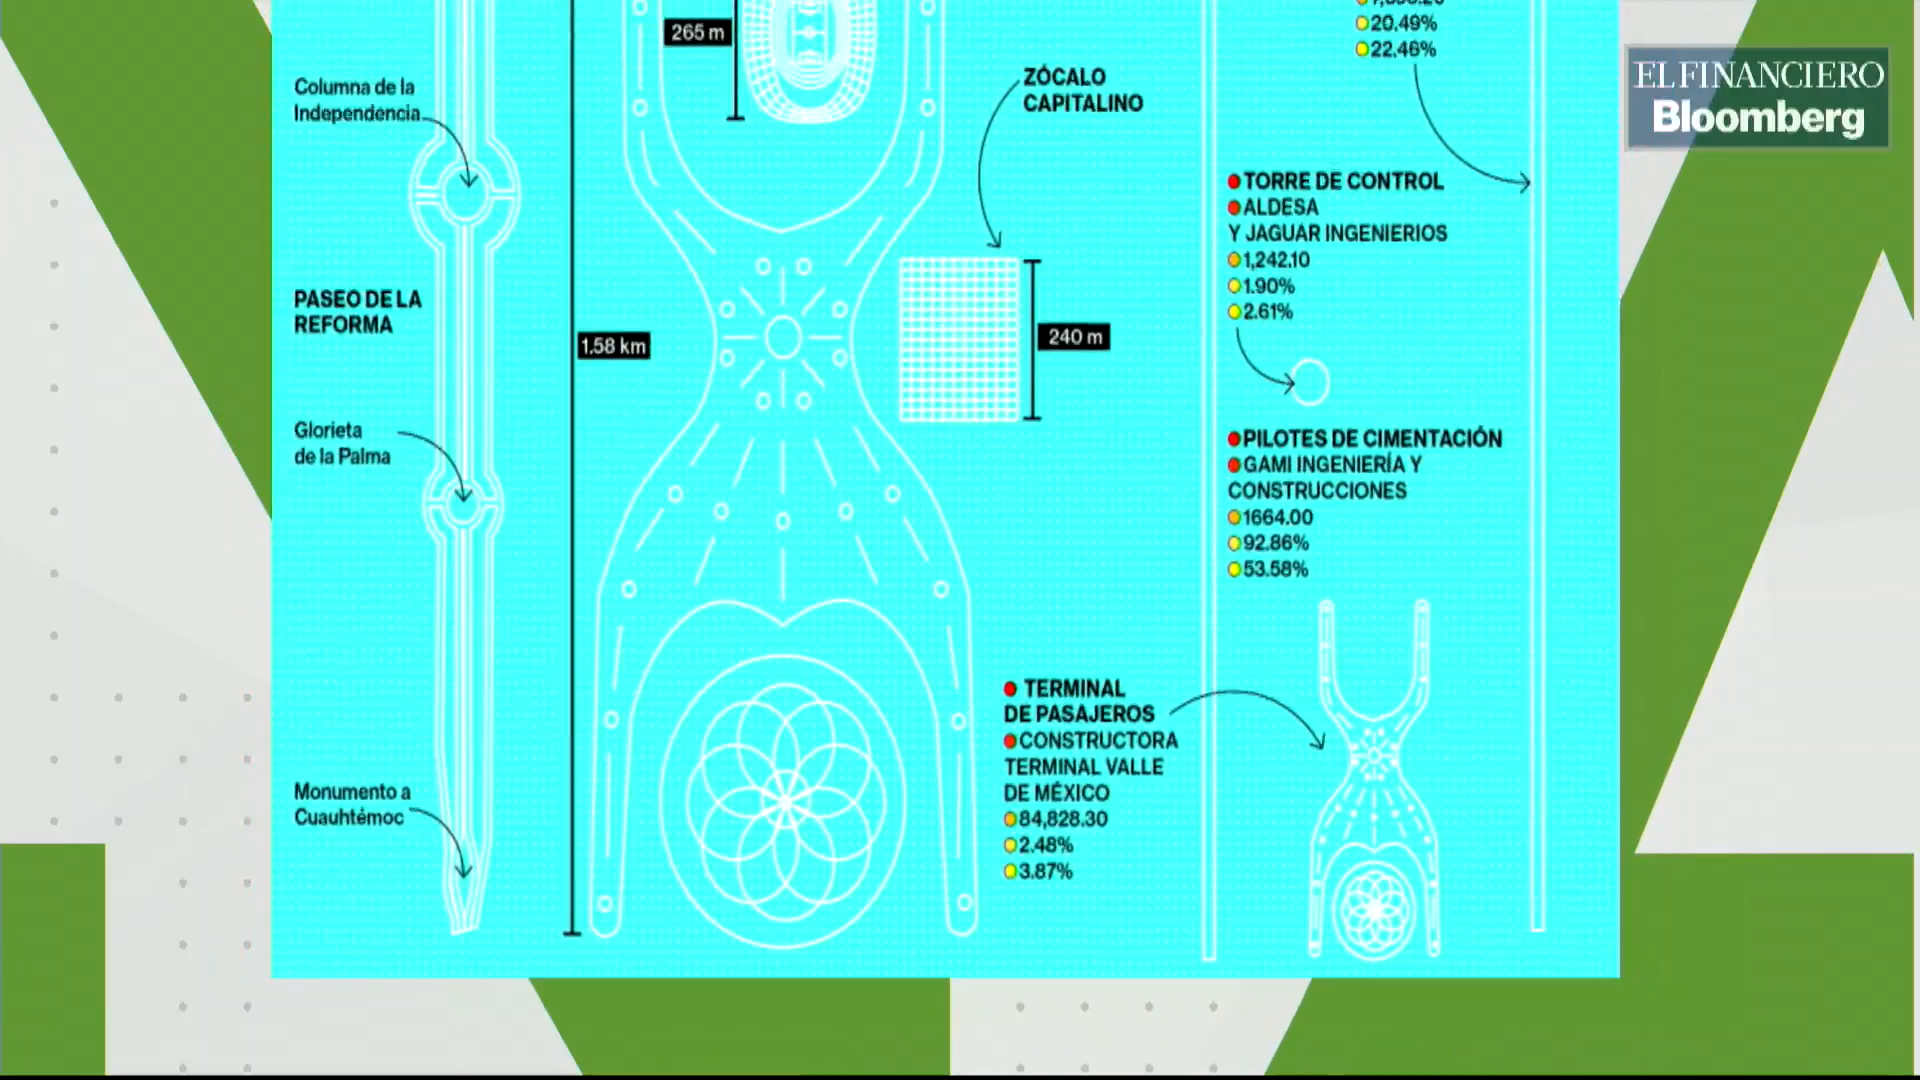 265 m
20.49%
22.46%
EL FINANCIERO
Bloomberg
Columna de la
Independencia
ZÓCALO
CAPITALINO
TORRE DE CONTROL
ALDESA
Y JAGUAR INGENIERIOS
1,242.10
1.90%
2.61%
PASEO DE LA
REFORMA
1.58 km
240 m
Glorieta
de la Palma
PILOTES DE CIMENTACIÓN
GAMI INGENIERÍA Y
CONSTRUCCIONES
1664.00
92.86%
53.58%
TERMINAL
DE PASAJEROS
CONSTRUCTORA
TERMINAL VALLE
DE MÉXICO
84,828.30
2.48%
3.87%
Monumento a
Cuauhtémoc